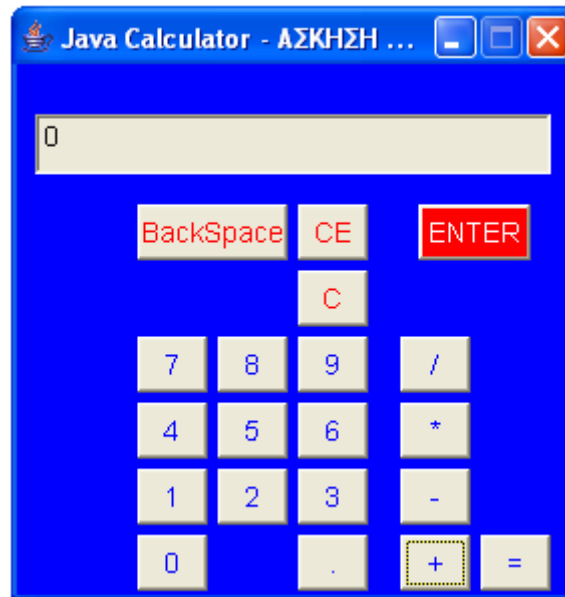 Java Calculator - ΑΣΚΗΣΗ ...
0
BackSpace CE ENTER
C
7 8 9 /
4 5 6 *
1 2 3 -
0 . + =